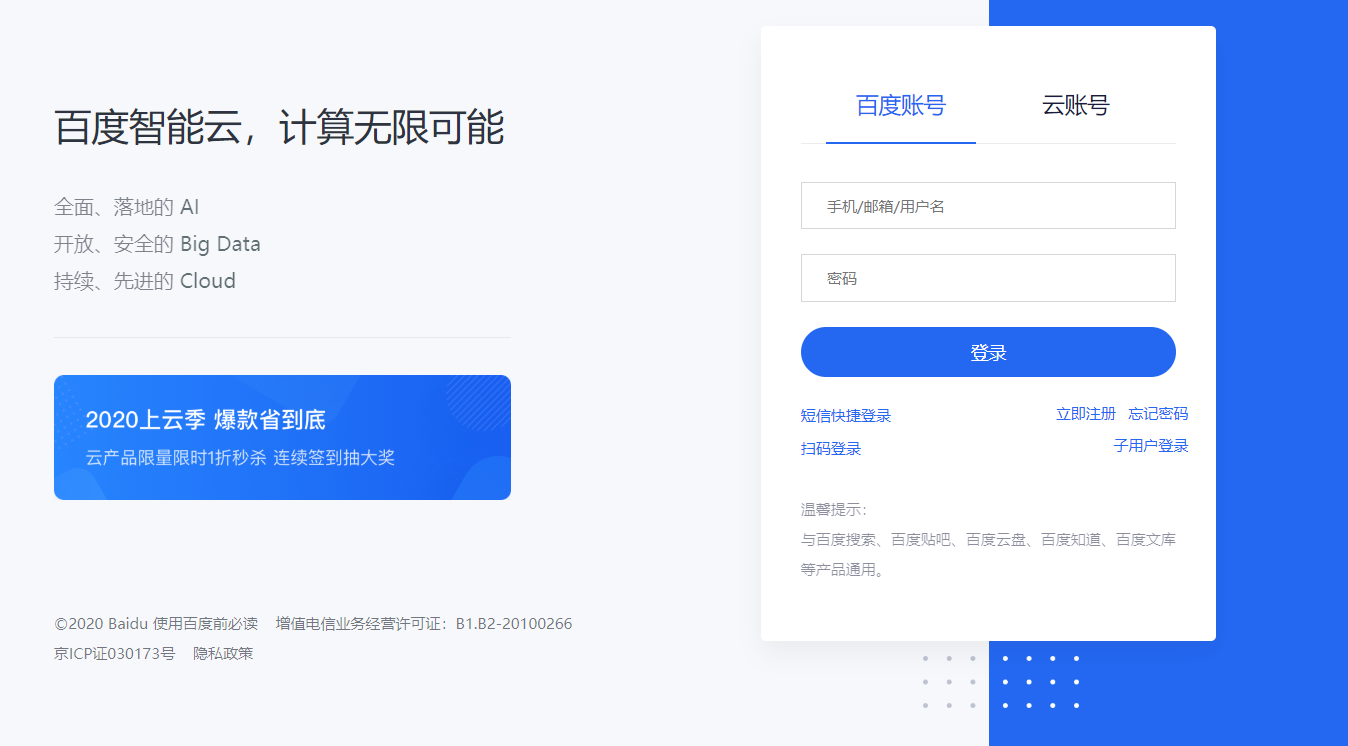 百度智能云，计算无限可能
全面、落地的 AI
开放、安全的 Big Data
持续、先进的 Cloud
2020上云季 爆款省到底
云产品限量限时1折秒杀 连续签到抽大奖
©2020 Baidu 使用百度前必读 增值电信业务经营许可证：B1.B2-20100266
京ICP证030173号 隐私政策
百度账号 云账号
手机/邮箱/用户名
密码
登录
短信快捷登录 立即注册 忘记密码
扫码登录 子用户登录
温馨提示：
与百度搜索、百度贴吧、百度云盘、百度知道、百度文库
等产品通用。